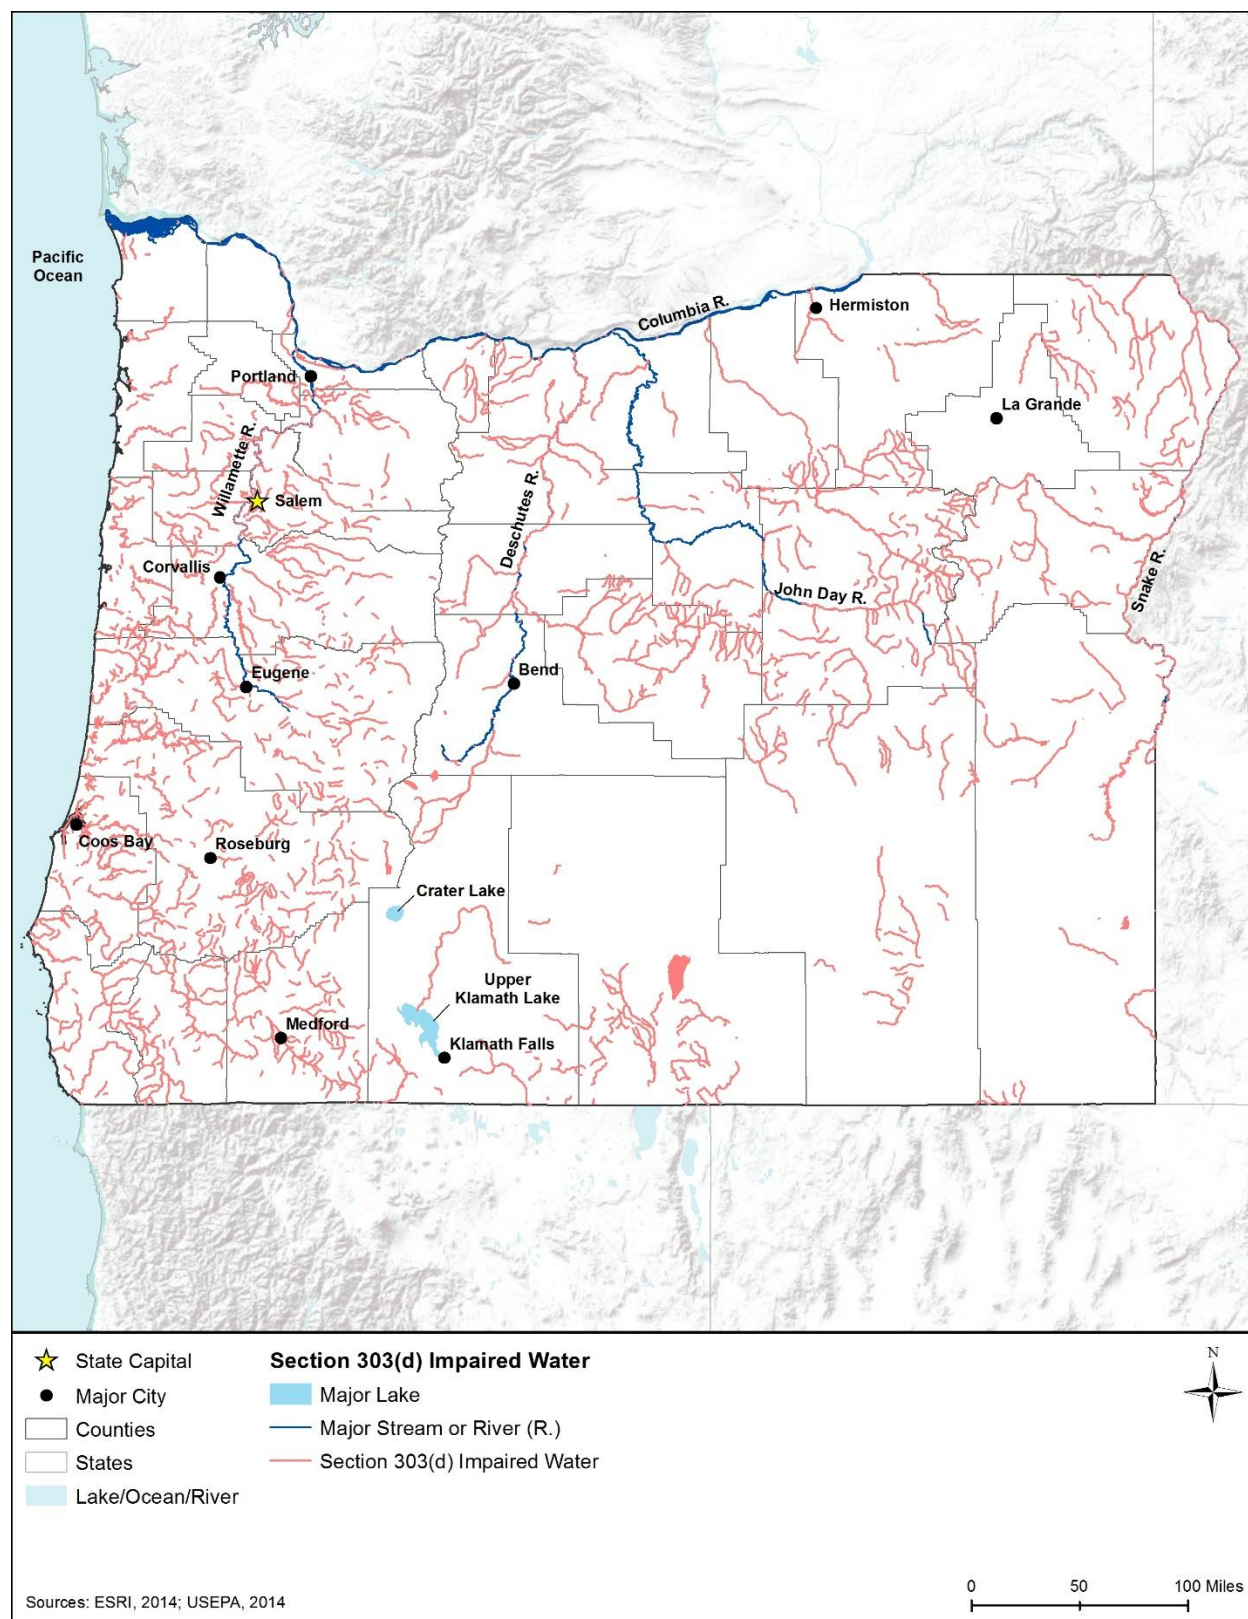 Pacific
Ocean
Columbia R.
Hermiston
Portland
La Grande
Willamette R.
Salem
Deschutes R.
Corvallis
John Day R.
Snake R.
Eugene
Bend
Coos Bay
Roseburg
Crater Lake
Upper
Klamath Lake
Medford
Klamath Falls
State Capital
Major City
Counties
States
Lake/Ocean/River
Section 303(d) Impaired Water
Major Lake
Major Stream or River (R.)
Section 303(d) Impaired Water
N
Sources: ESRI, 2014; USEPA, 2014
0 50 100 Miles